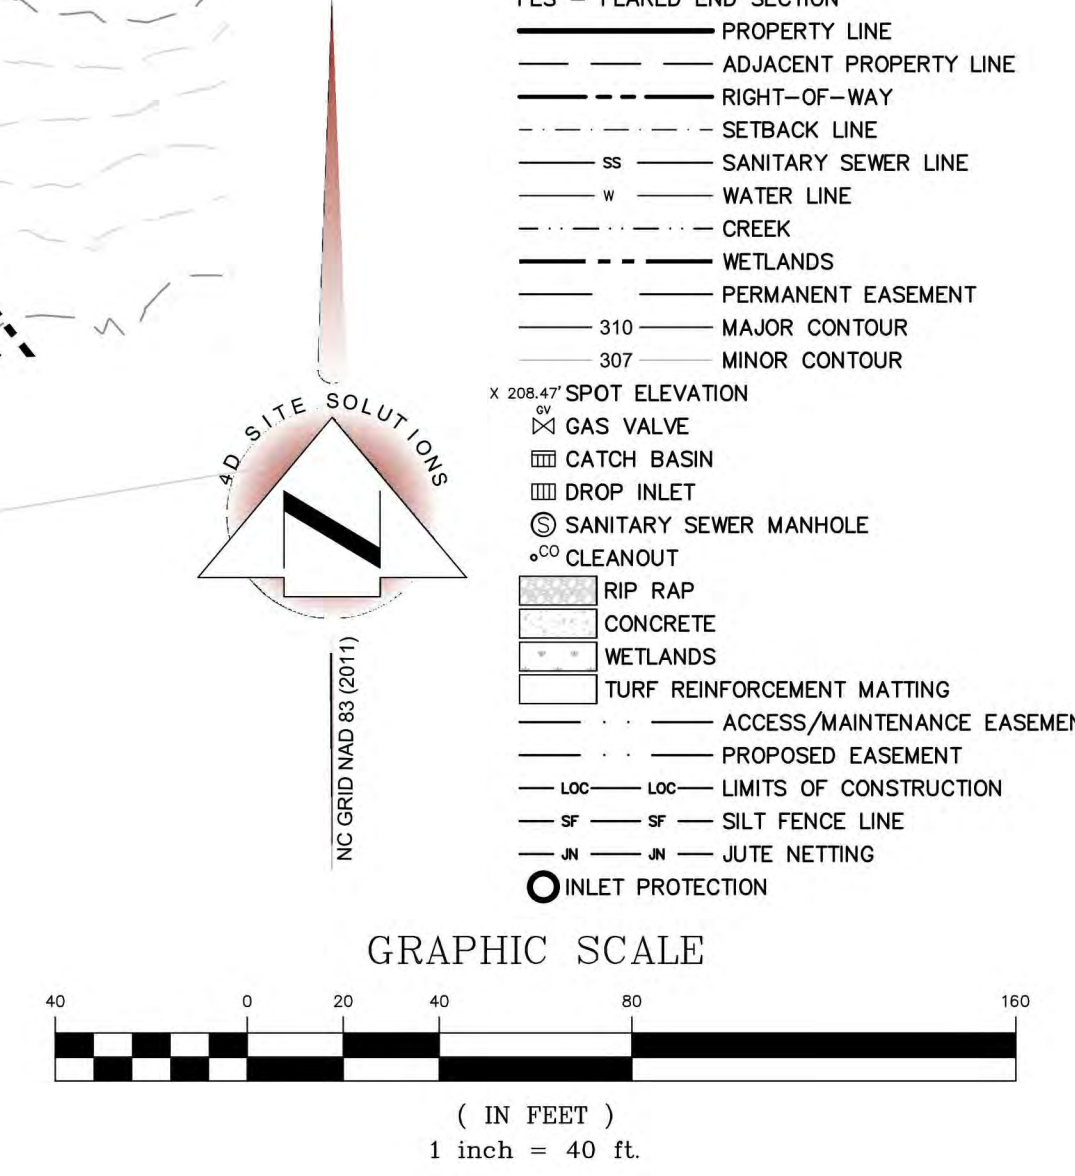 FES – FLARED END SECTION
PROPERTY LINE
ADJACENT PROPERTY LINE
RIGHT–OF–WAY
SETBACK LINE
SS SANITARY SEWER LINE
W WATER LINE
CREEK
WETLANDS
PERMANENT EASEMENT
310 MAJOR CONTOUR
307 MINOR CONTOUR
X 208.47' SPOT ELEVATION
GV
GAS VALVE
CATCH BASIN
DROP INLET
S SANITARY SEWER MANHOLE
CO CLEANOUT
RIP RAP
CONCRETE
WETLANDS
TURF REINFORCEMENT MATTING
ACCESS/MAINTENANCE EASEMEN
PROPOSED EASEMENT
LOC LOC LIMITS OF CONSTRUCTION
SF SF SILT FENCE LINE
JN JN JUTE NETTING
INLET PROTECTION
4D SITE SOLUTIONS
N
NC GRID NAD 83 (2011)
GRAPHIC SCALE
40 0 20 40 80 160
( IN FEET )
1 inch = 40 ft.